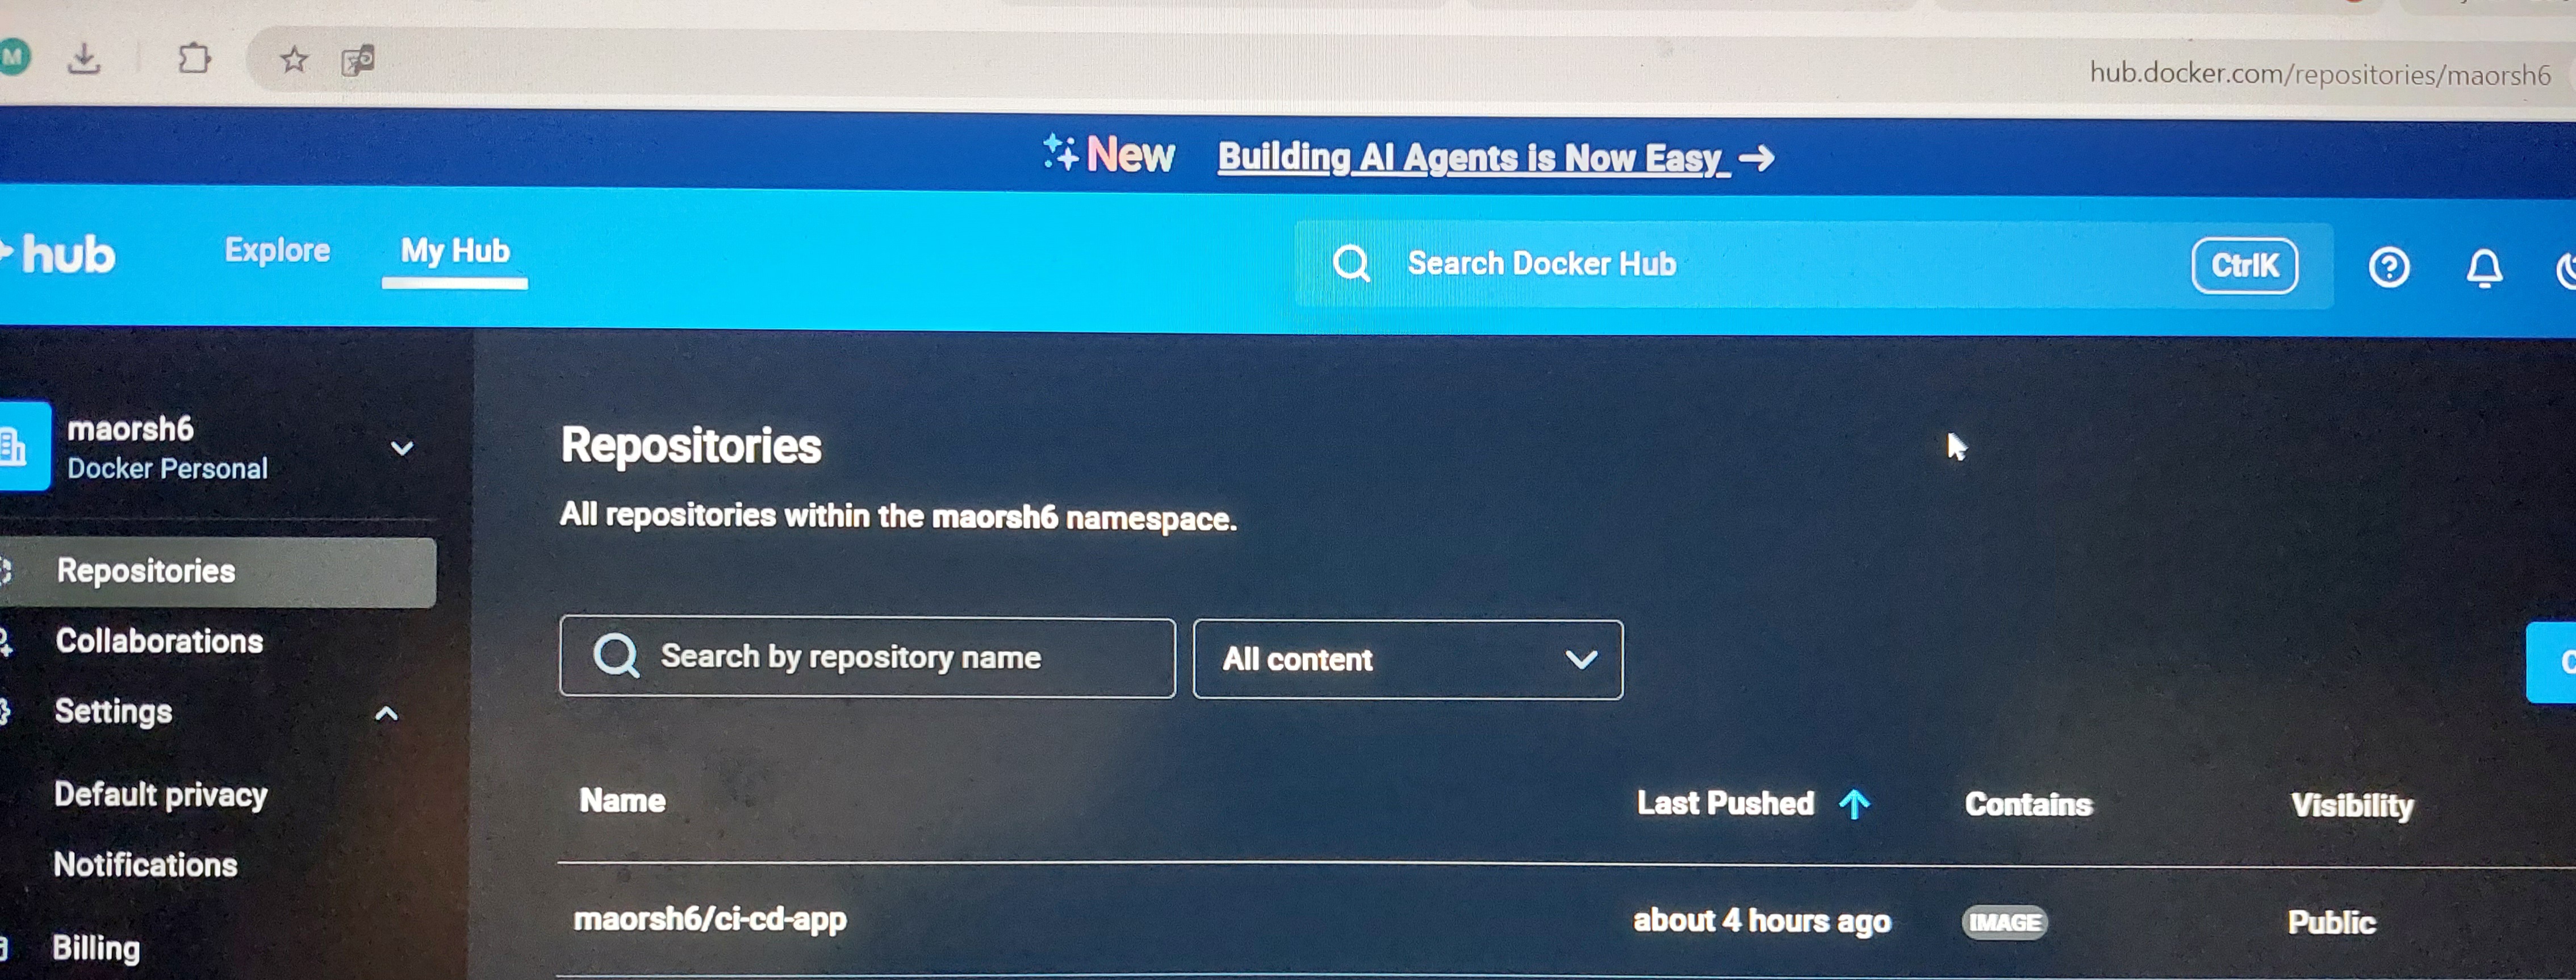 M
hub.docker.com/repositories/maorsh6
New Building AI Agents is Now Easy →
hub
Explore
My Hub
Search Docker Hub
CtrlK
maorsh6
Docker Personal
Repositories
Collaborations
Settings
Default privacy
Notifications
Billing
Repositories
All repositories within the maorsh6 namespace.
Search by repository name
All content
Name Last Pushed ↑ Contains Visibility
maorsh6/ci-cd-app about 4 hours ago IMAGE Public